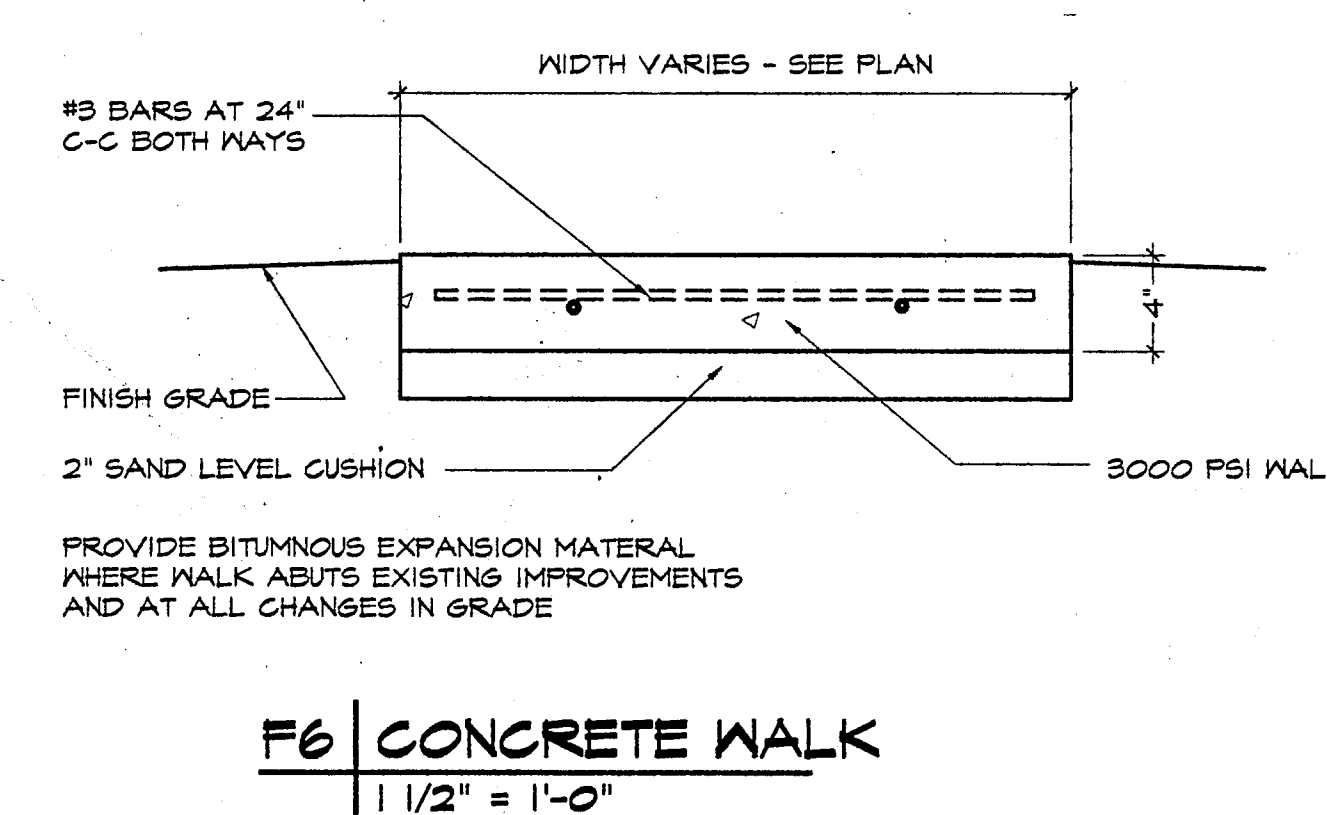 WIDTH VARIES - SEE PLAN
#3 BARS AT 24"
C-C BOTH WAYS
4"
FINISH GRADE
2" SAND LEVEL CUSHION
3000 PSI WAL
PROVIDE BITUMNOUS EXPANSION MATERAL
WHERE WALK ABUTS EXISTING IMPROVEMENTS
AND AT ALL CHANGES IN GRADE
F6 CONCRETE WALK
1 1/2" = 1'-0"